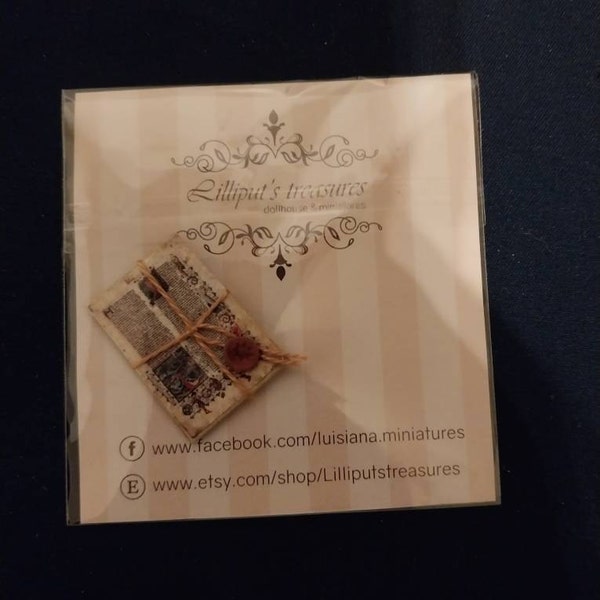 Lilliput's treasures
dollhouse & miniatures
www.facebook.com/luisiana.miniatures
www.etsy.com/shop/Lilliputstreasures